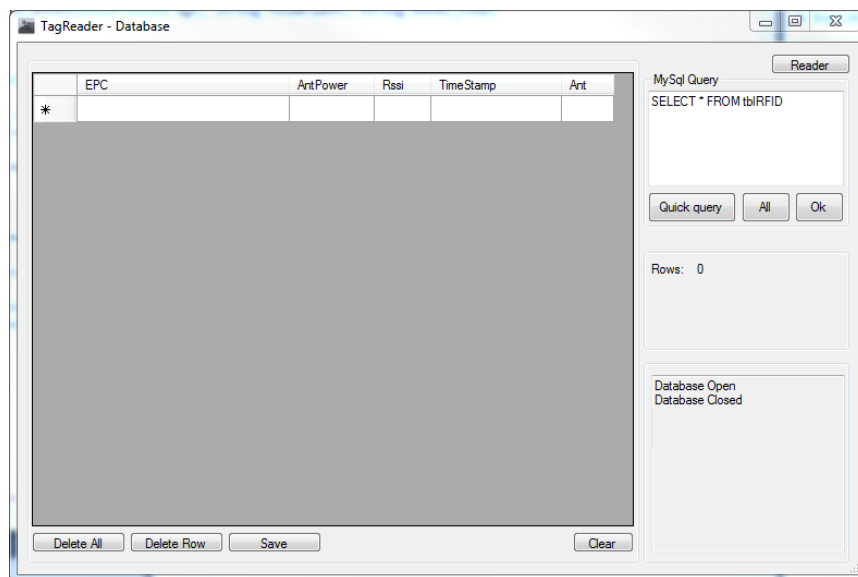 TagReader - Database
Reader
MySql Query
EPC AntPower Rssi TimeStamp Ant
SELECT * FROM tblRFID
Quick query All Ok
Rows: 0
Database Open
Database Closed
Delete All Delete Row Save Clear